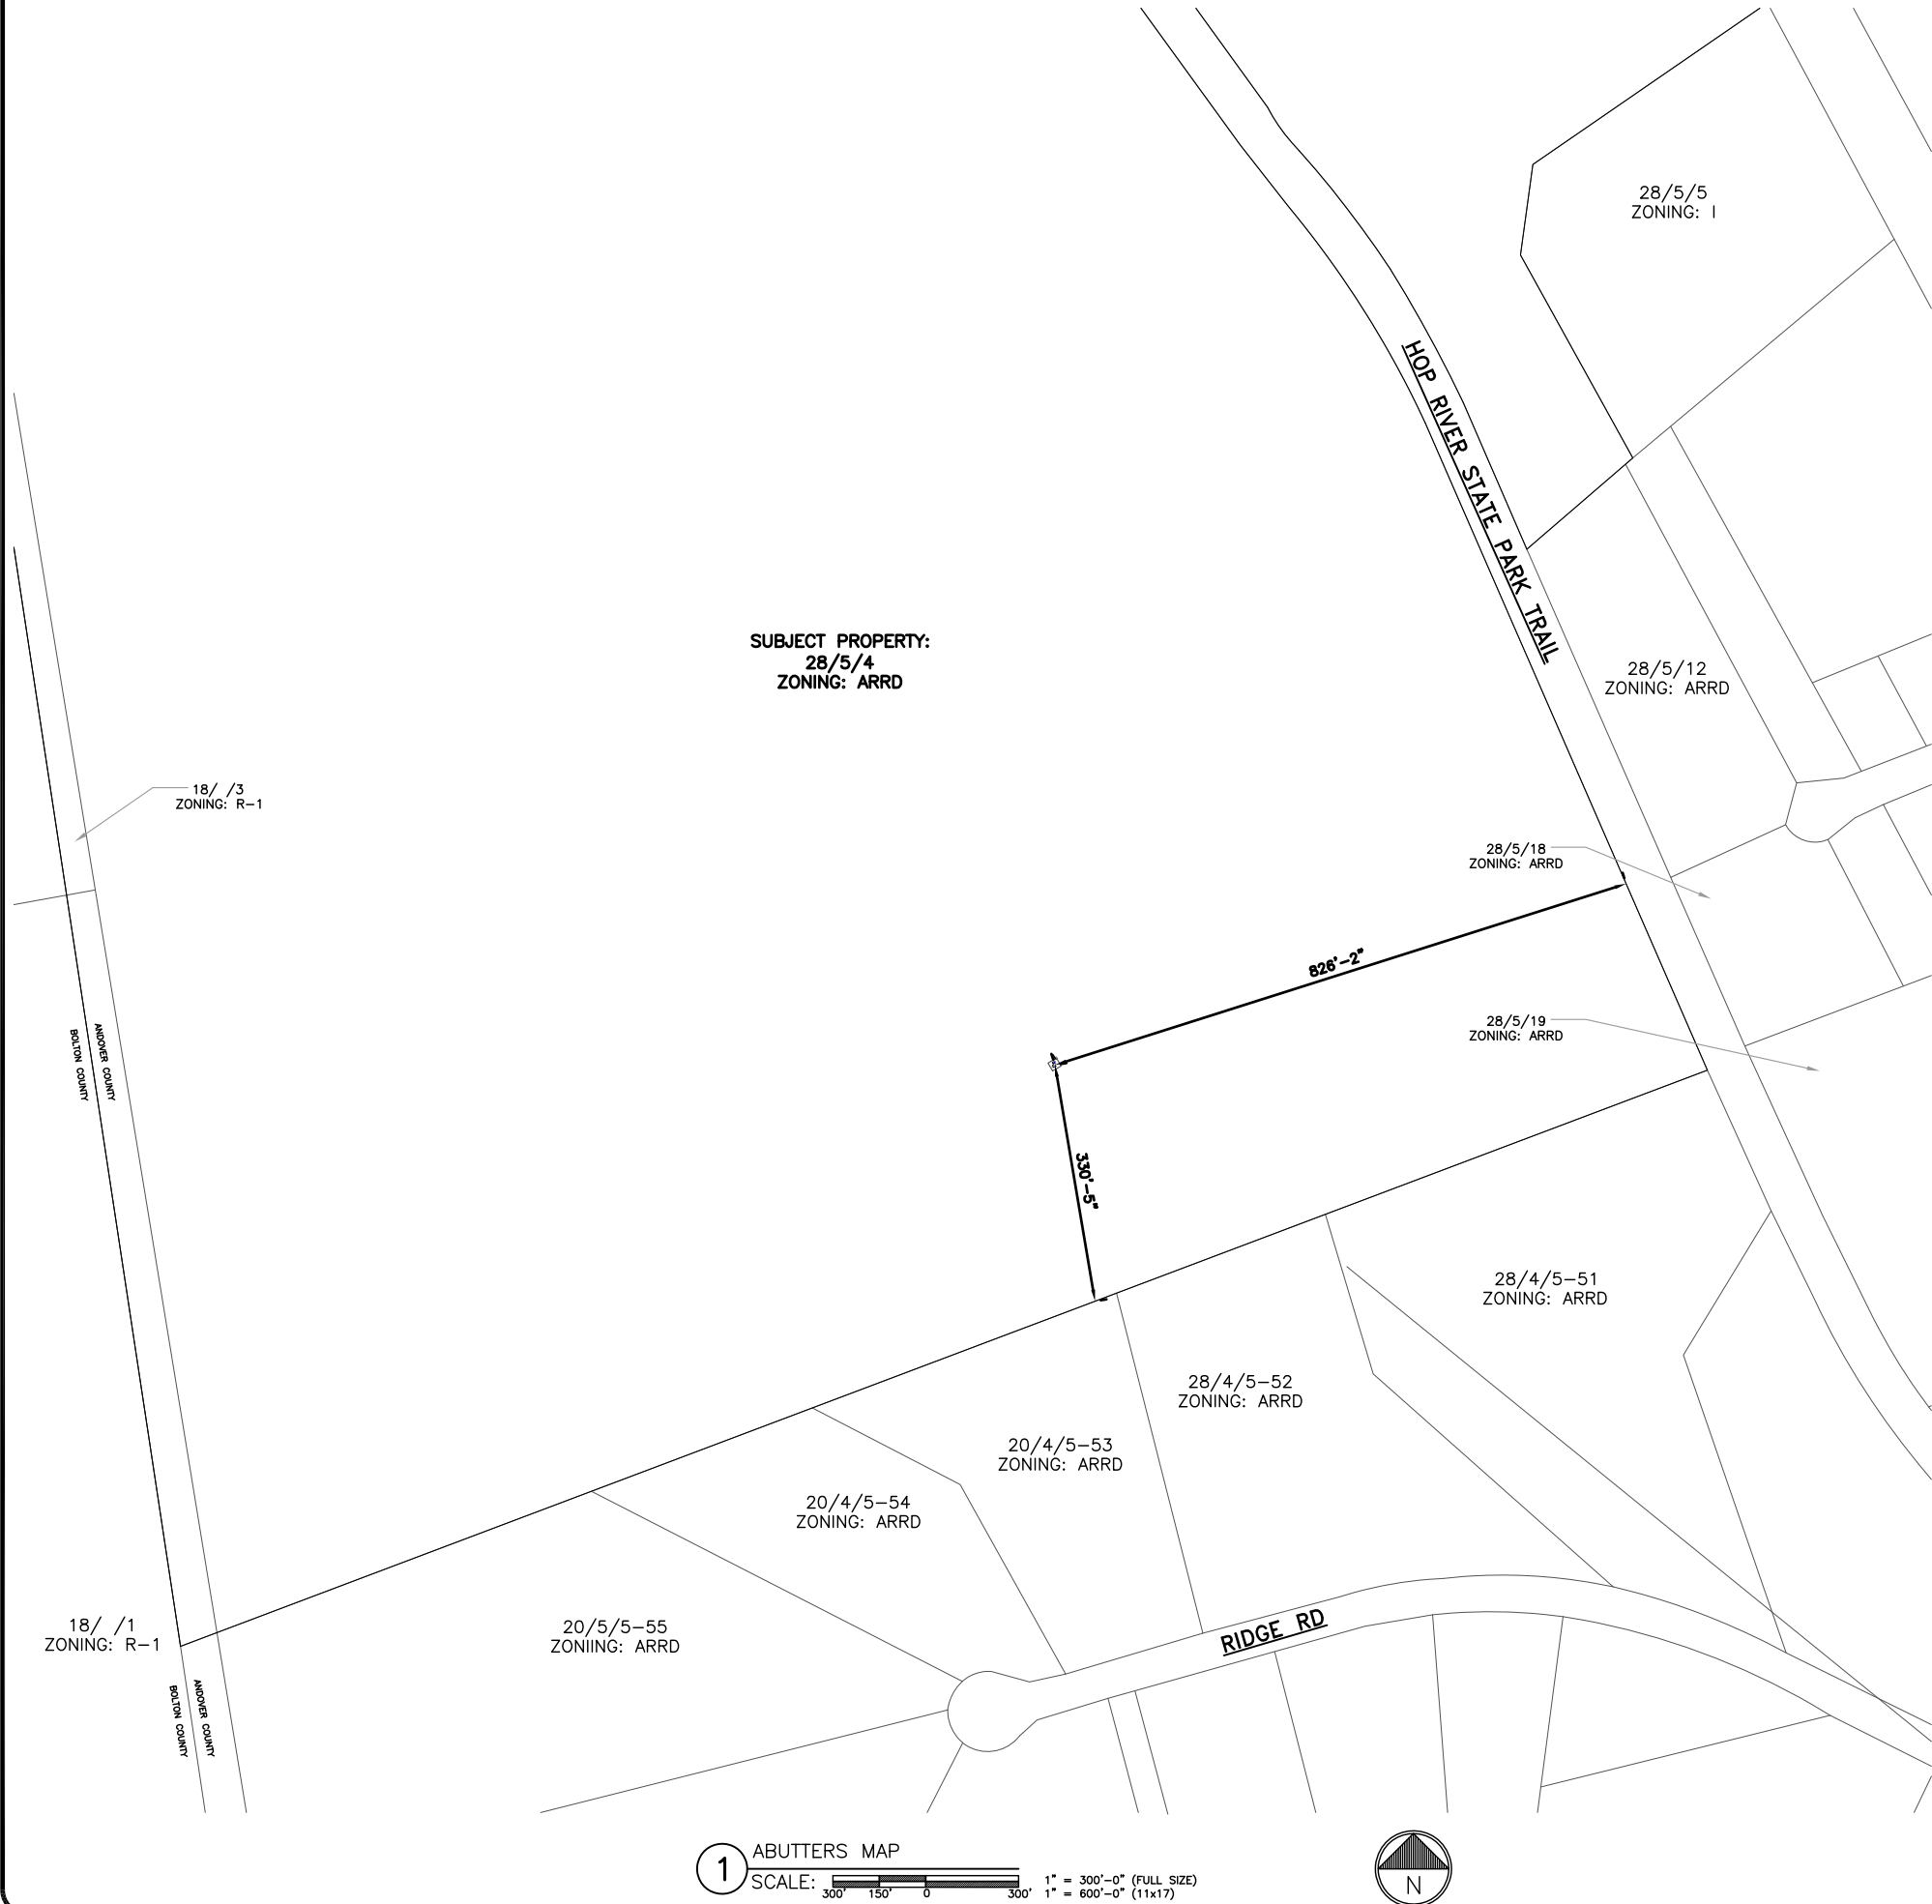 28/5/5
ZONING: I
HOP RIVER STATE PARK TRAIL
SUBJECT PROPERTY:
28/5/4
ZONING: ARRD
28/5/12
ZONING: ARRD
18/ /3
ZONING: R-1
28/5/18
ZONING: ARRD
826'-2"
28/5/19
ZONING: ARRD
ANDOVER COUNTY
BOLTON COUNTY
330'-5"
28/4/5-51
ZONING: ARRD
28/4/5-52
ZONING: ARRD
20/4/5-53
ZONING: ARRD
20/4/5-54
ZONING: ARRD
20/5/5-55
ZONIING: ARRD
18/ /1
ZONING: R-1
RIDGE RD
ANDOVER COUNTY
BOLTON COUNTY
1
ABUTTERS MAP
SCALE:
300' 150' 0 300'
1" = 300'-0" (FULL SIZE)
1" = 600'-0" (11x17)
N